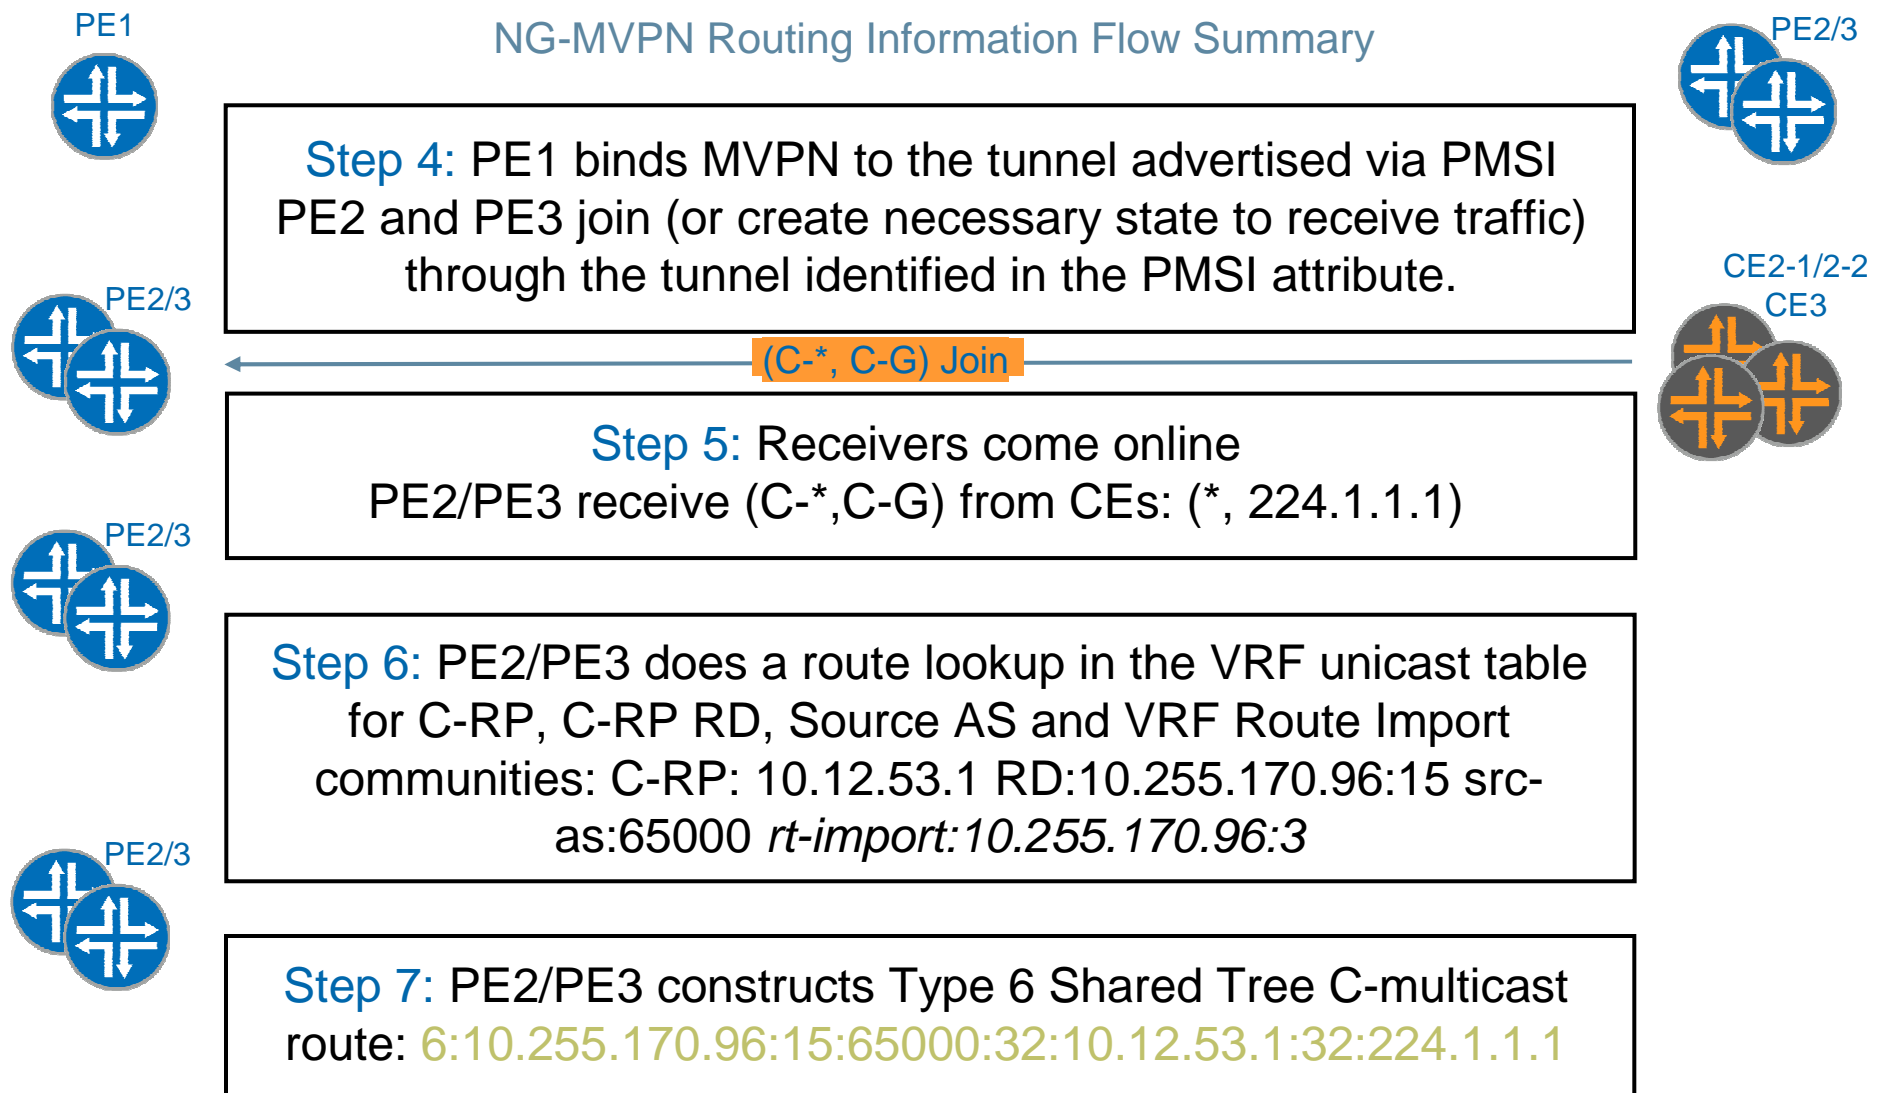 PE1
NG-MVPN Routing Information Flow Summary
PE2/3
Step 4: PE1 binds MVPN to the tunnel advertised via PMSI
PE2 and PE3 join (or create necessary state to receive traffic)
through the tunnel identified in the PMSI attribute.
CE2-1/2-2
CE3
PE2/3
(C-*, C-G) Join
Step 5: Receivers come online
PE2/PE3 receive (C-*,C-G) from CEs: (*, 224.1.1.1)
PE2/3
Step 6: PE2/PE3 does a route lookup in the VRF unicast table
for C-RP, C-RP RD, Source AS and VRF Route Import
communities: C-RP: 10.12.53.1 RD:10.255.170.96:15 src-
as:65000 rt-import:10.255.170.96:3
PE2/3
Step 7: PE2/PE3 constructs Type 6 Shared Tree C-multicast
route: 6:10.255.170.96:15:65000:32:10.12.53.1:32:224.1.1.1